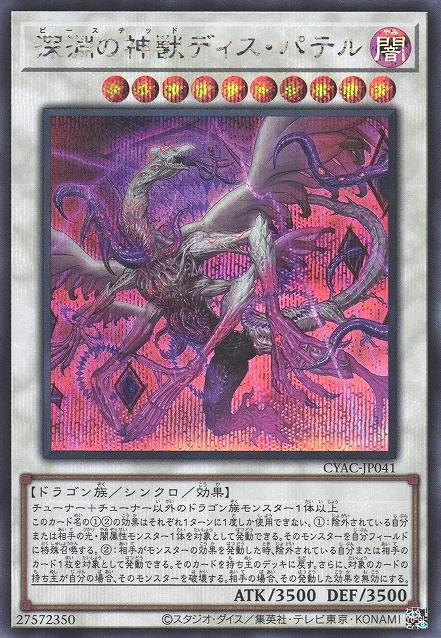 ビーステッド
深淵の神獣ディス・パテル
闇
CYAC-JP041
【ドラゴン族／シンクロ／効果】
チューナー＋チューナー以外のドラゴン族モンスター1体以上
このカード名の①②の効果はそれぞれ1ターンに1度しか使用できない。①：除外されている自分
または相手の光・闇属性モンスター1体を対象として発動できる。そのモンスターを自分フィールド
に特殊召喚する。②：相手がモンスターの効果を発動した時、除外されている自分または相手の
カード1枚を対象として発動できる。そのカードを持ち主のデッキに戻す。さらに、対象のカードの
持ち主が自分の場合、そのモンスターを破壊する。相手の場合、その発動した効果を無効にする。
ATK/3500 DEF/3500
27572350
©スタジオ・ダイス／集英社・テレビ東京・KONAMI